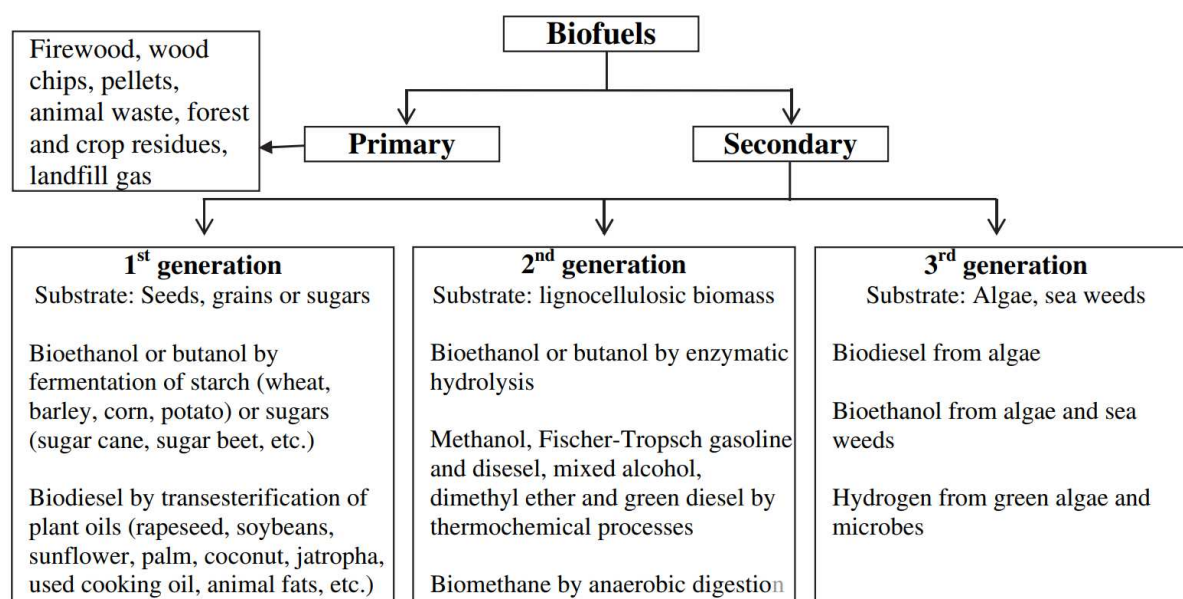 Biofuels
Firewood, wood
chips, pellets,
animal waste, forest
and crop residues,
landfill gas
Primary
Secondary
1st generation
Substrate: Seeds, grains or sugars
Bioethanol or butanol by
fermentation of starch (wheat,
barley, corn, potato) or sugars
(sugar cane, sugar beet, etc.)
Biodiesel by transesterification of
plant oils (rapeseed, soybeans,
sunflower, palm, coconut, jatropha,
used cooking oil, animal fats, etc.)
2nd generation
Substrate: lignocellulosic biomass
Bioethanol or butanol by enzymatic
hydrolysis
Methanol, Fischer-Tropsch gasoline
and disesel, mixed alcohol,
dimethyl ether and green diesel by
thermochemical processes
Biomethane by anaerobic digestion
3rd generation
Substrate: Algae, sea weeds
Biodiesel from algae
Bioethanol from algae and sea
weeds
Hydrogen from green algae and
microbes